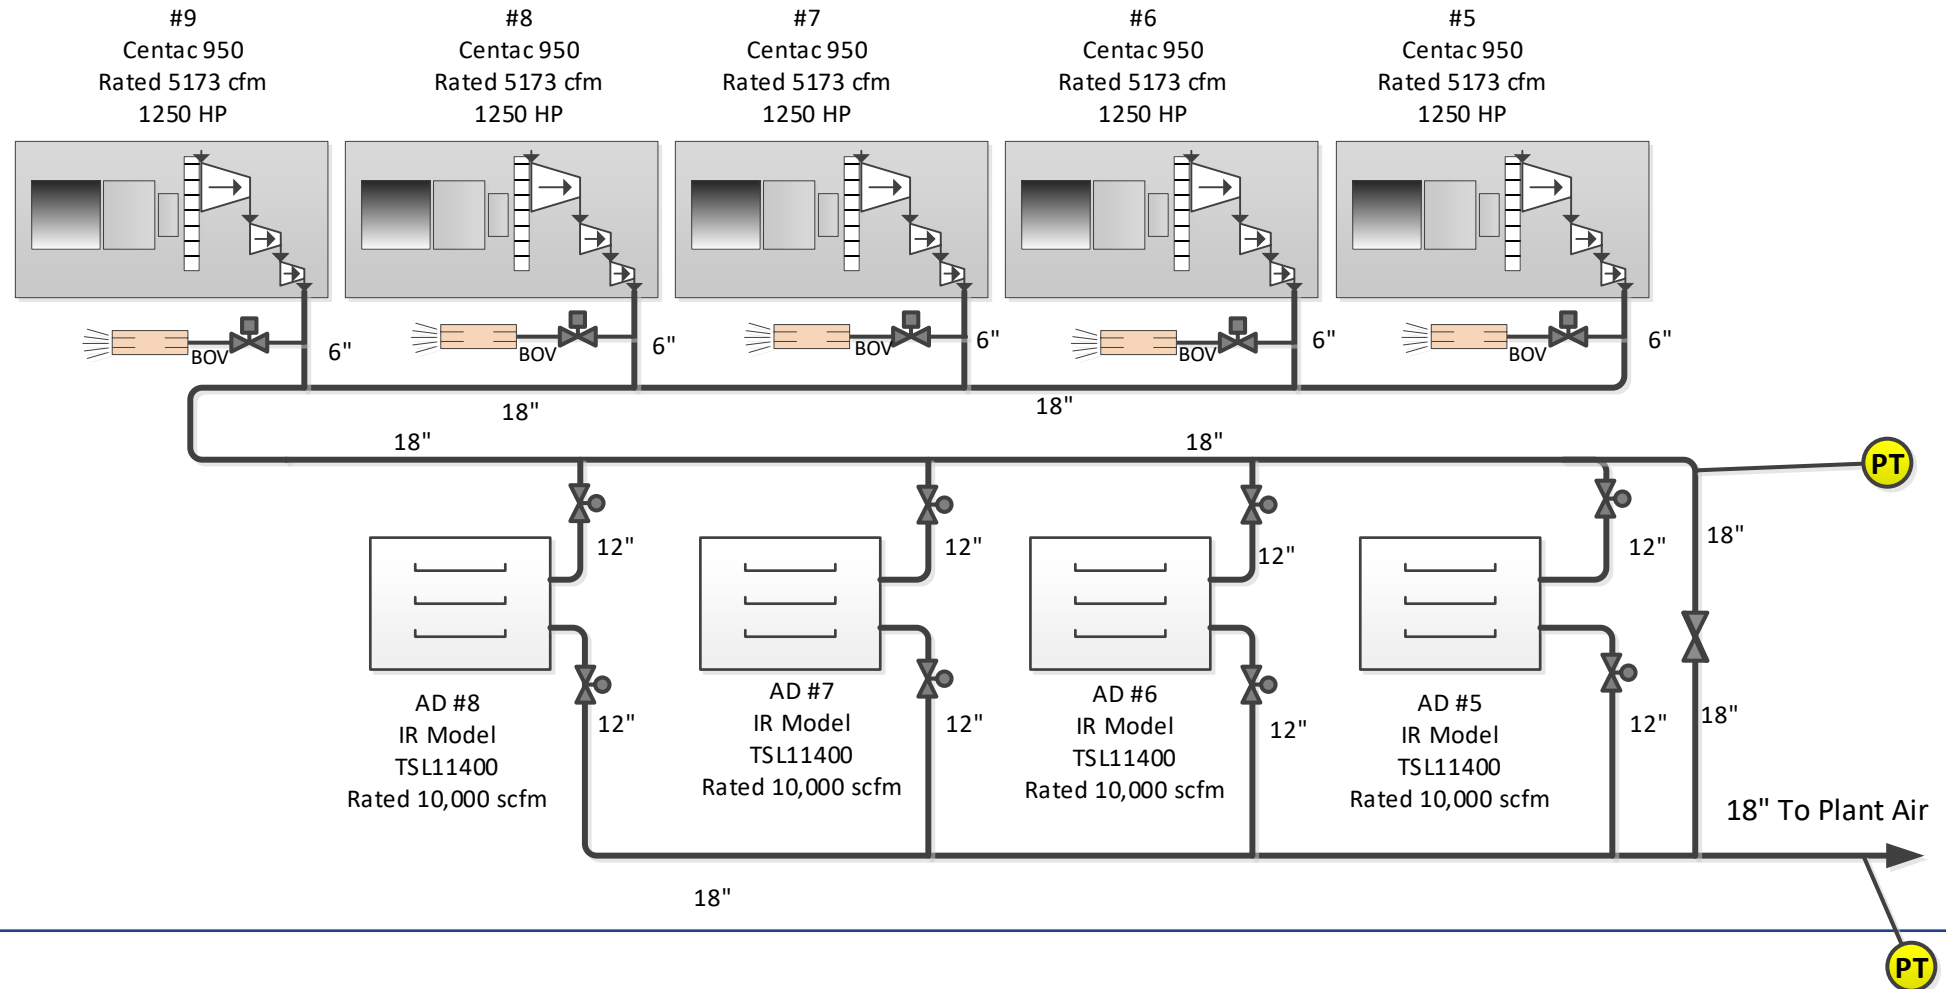 #9
Centac 950
Rated 5173 cfm
1250 HP
#8
Centac 950
Rated 5173 cfm
1250 HP
#7
Centac 950
Rated 5173 cfm
1250 HP
#6
Centac 950
Rated 5173 cfm
1250 HP
#5
Centac 950
Rated 5173 cfm
1250 HP
BOV
6"
BOV
6"
BOV
6"
BOV
6"
BOV
6"
18"
18"
18"
18"
PT
12"
12"
12"
12"
18"
AD #8
IR Model
TSL11400
Rated 10,000 scfm
12"
AD #7
IR Model
TSL11400
Rated 10,000 scfm
12"
AD #6
IR Model
TSL11400
Rated 10,000 scfm
12"
AD #5
IR Model
TSL11400
Rated 10,000 scfm
12"
18"
18" To Plant Air
18"
PT